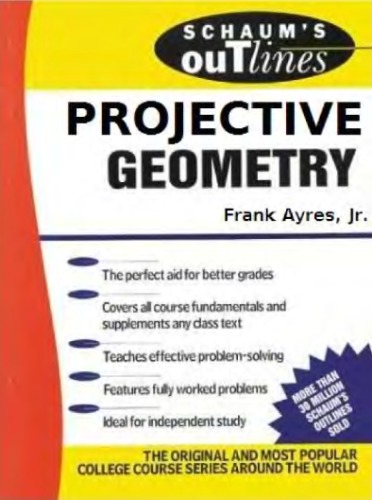 SCHAUM'S
ouTlines
PROJECTIVE
GEOMETRY
Frank Ayres, Jr.
The perfect aid for better grades
Covers all course fundamentals and
supplements any class text
Teaches effective problem-solving
Features fully worked problems
Ideal for independent study
MORE THAN
30 MILLION
SCHAUM'S
OUTLINES
SOLD
THE ORIGINAL AND MOST POPULAR
COLLEGE COURSE SERIES AROUND THE WORLD